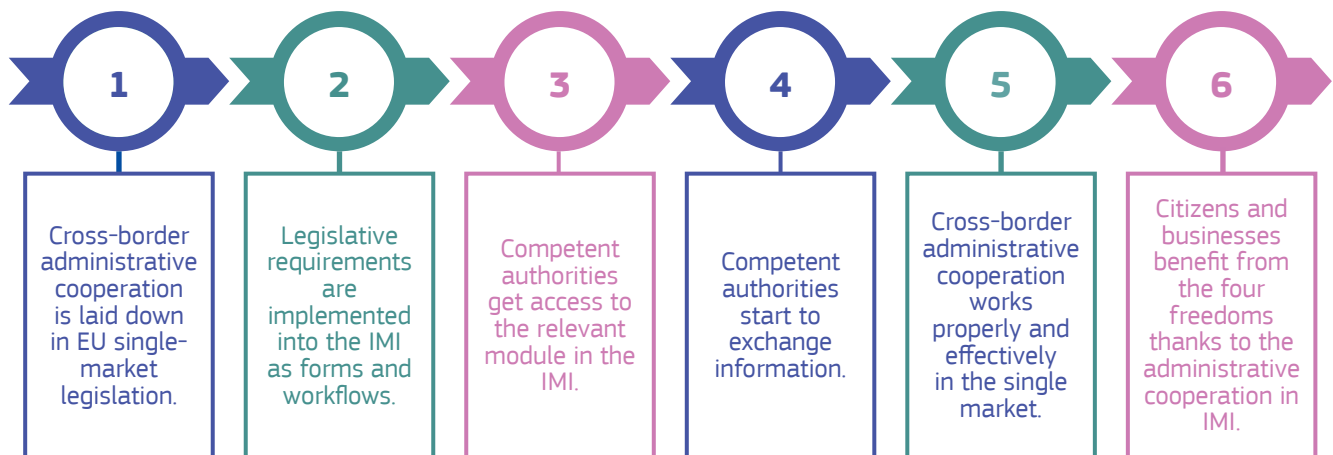 1
Cross-border
administrative
cooperation
is laid down
in EU single-
market
legislation.
2
Legislative
requirements
are
implemented
into the IMI
as forms and
workflows.
3
Competent
authorities
get access to
the relevant
module in the
IMI.
4
Competent
authorities
start to
exchange
information.
5
Cross-border
administrative
cooperation
works
properly and
effectively
in the single
market.
6
Citizens and
businesses
benefit from
the four
freedoms
thanks to the
administrative
cooperation in
IMI.